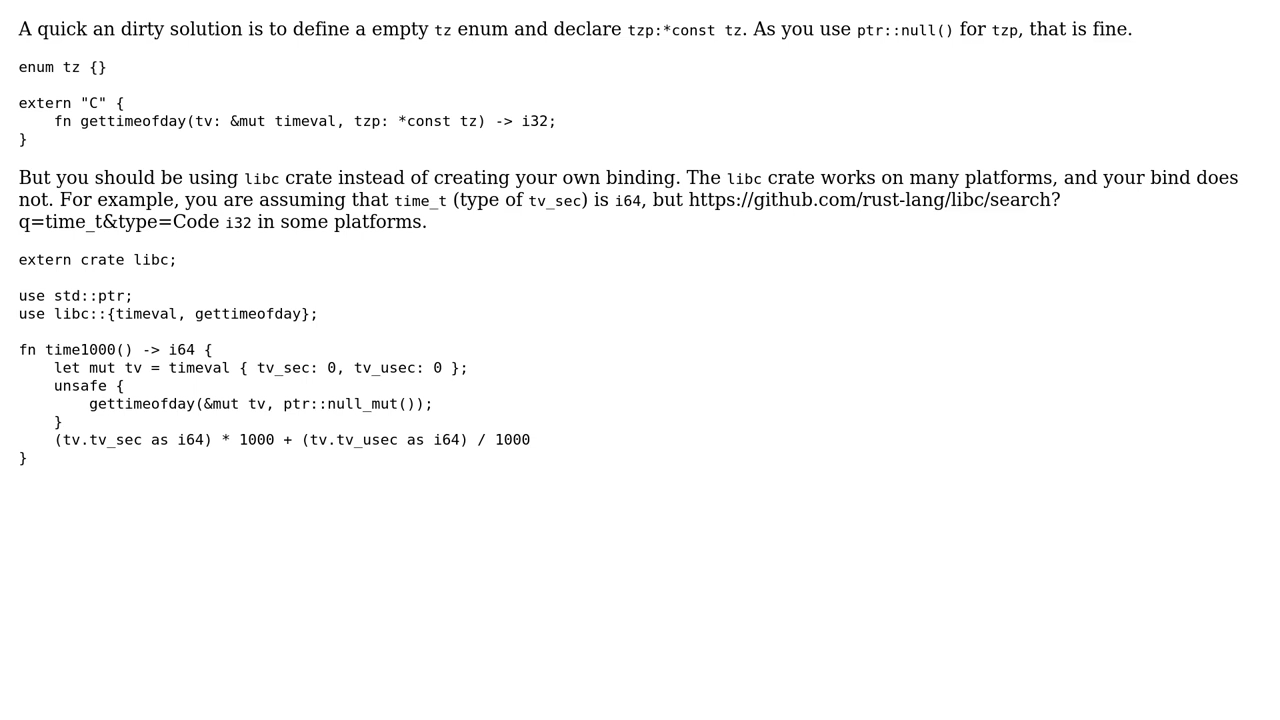 A quick an dirty solution is to define a empty tz enum and declare tzp:*const tz. As you use ptr::null() for tzp, that is fine.
enum tz {}
extern "C" {
    fn gettimeofday(tv: &mut timeval, tzp: *const tz) -> i32;
}
But you should be using libc crate instead of creating your own binding. The libc crate works on many platforms, and your bind does
not. For example, you are assuming that time_t (type of tv_sec) is i64, but https://github.com/rust-lang/libc/search?
q=time_t&type=Code i32 in some platforms.
extern crate libc;
use std::ptr;
use libc::{timeval, gettimeofday};
fn time1000() -> i64 {
    let mut tv = timeval { tv_sec: 0, tv_usec: 0 };
    unsafe {
        gettimeofday(&mut tv, ptr::null_mut());
    }
    (tv.tv_sec as i64) * 1000 + (tv.tv_usec as i64) / 1000
}